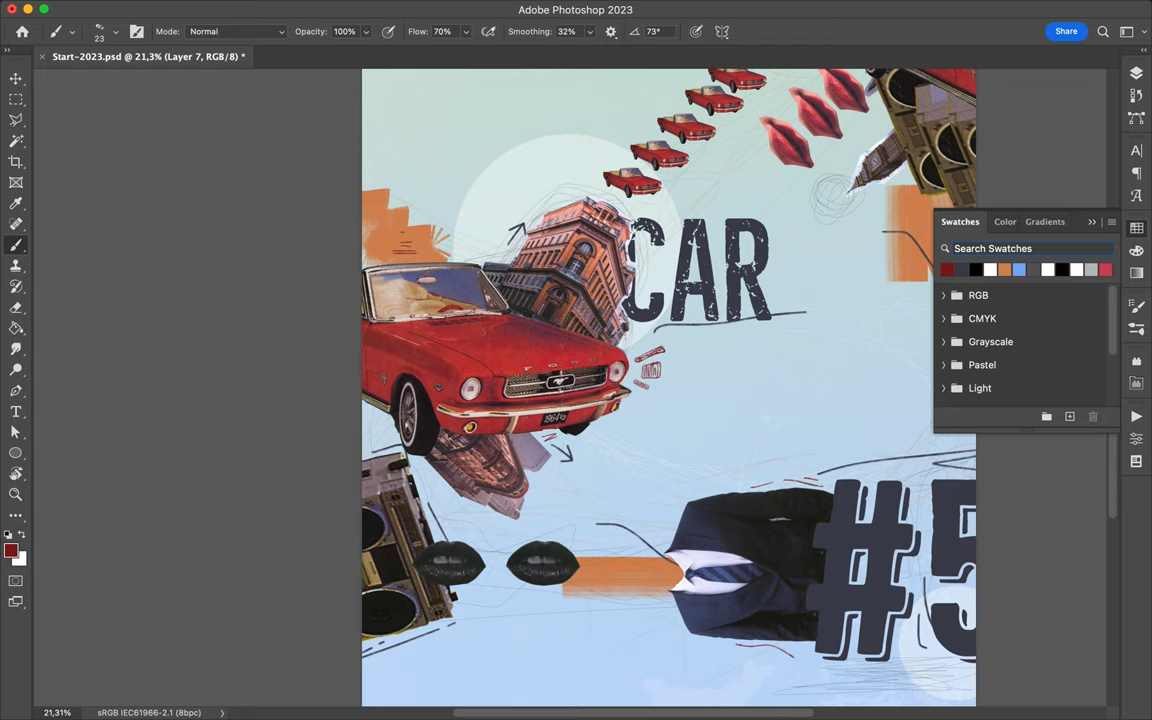 Adobe Photoshop 2023
23
Mode: Normal
Opacity: 100%
Flow: 70%
Smoothing: 32%
73°
Share
Start-2023.psd @ 21,3% (Layer 7, RGB/8) *
CAR
#5
Swatches
Color
Gradients
Search Swatches
RGB
CMYK
Grayscale
Pastel
Light
21,31%
sRGB IEC61966-2.1 (8bpc)